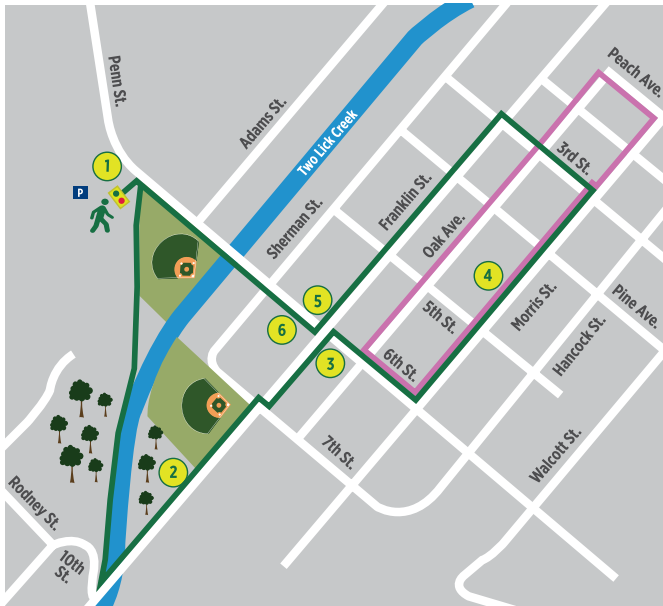 Peach Ave.
Penn St.
Adams St.
Two Lick Creek
3rd St.
1
P
Franklin St.
Sherman St.
Oak Ave.
4
5
5th St.
Morris St.
Pine Ave.
6
3
6th St.
Hancock St.
7th St.
Walcott St.
2
Rodney St.
10th
St.